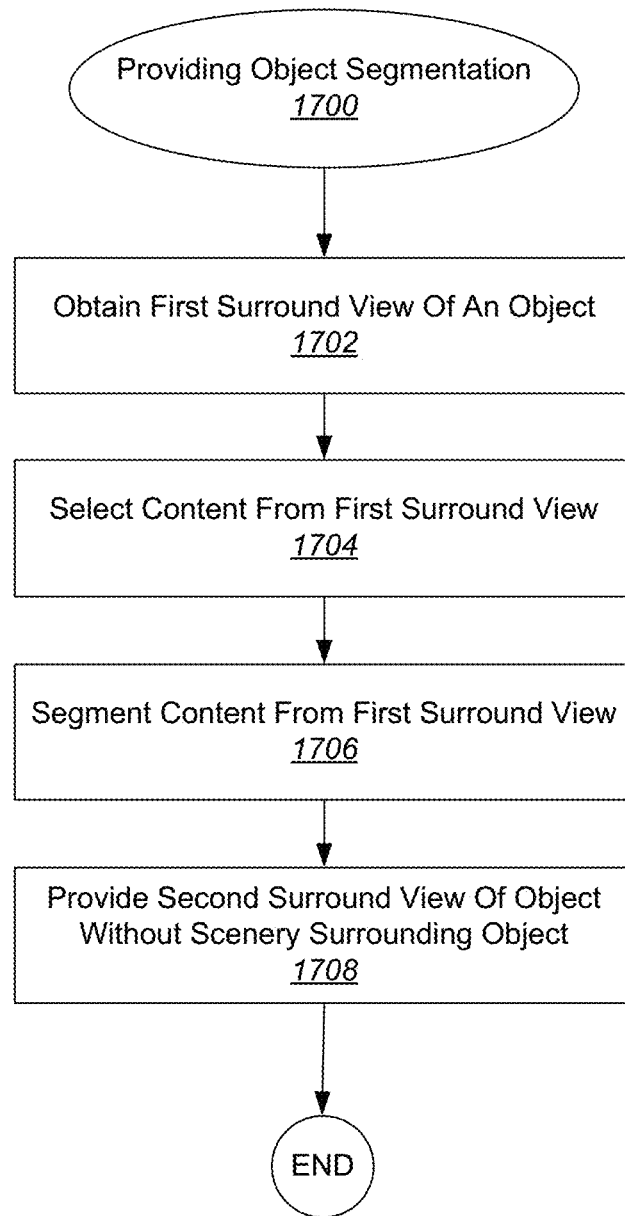 Providing Object Segmentation
1700
Obtain First Surround View Of An Object
1702
Select Content From First Surround View
1704
Segment Content From First Surround View
1706
Provide Second Surround View Of Object
Without Scenery Surrounding Object
1708
END